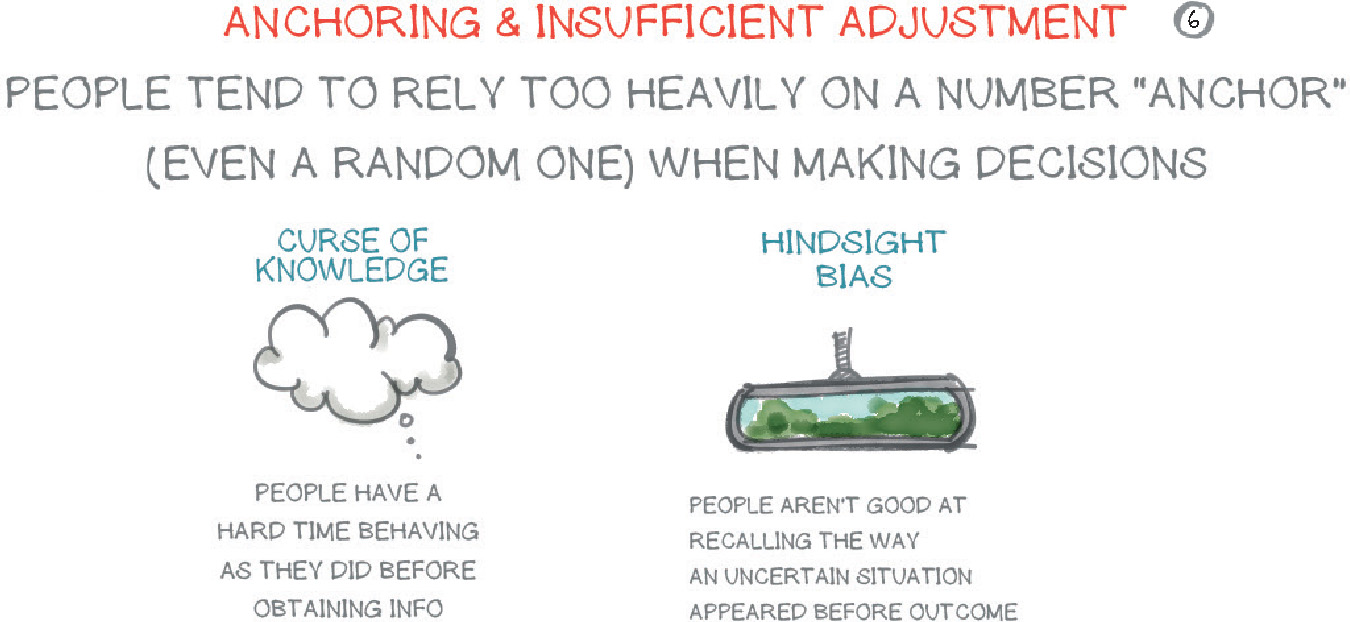 ANCHORING & INSUFFICIENT ADJUSTMENT 6
PEOPLE TEND TO RELY TOO HEAVILY ON A NUMBER "ANCHOR"
(EVEN A RANDOM ONE) WHEN MAKING DECISIONS
CURSE OF
KNOWLEDGE
PEOPLE HAVE A
HARD TIME BEHAVING
AS THEY DID BEFORE
OBTAINING INFO
HINDSIGHT
BIAS
PEOPLE AREN'T GOOD AT
RECALLING THE WAY
AN UNCERTAIN SITUATION
APPEARED BEFORE OUTCOME